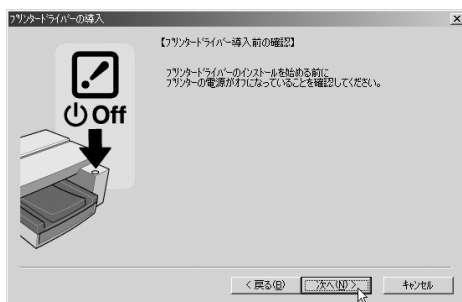 プリンタードライバーの導入
【プリンタードライバー導入前の確認】
プリンタードライバーのインストールを始める前に
プリンターの電源がオフになっていることを確認してください。
Off
< 戻る(B)
次へ(N) >
キャンセル